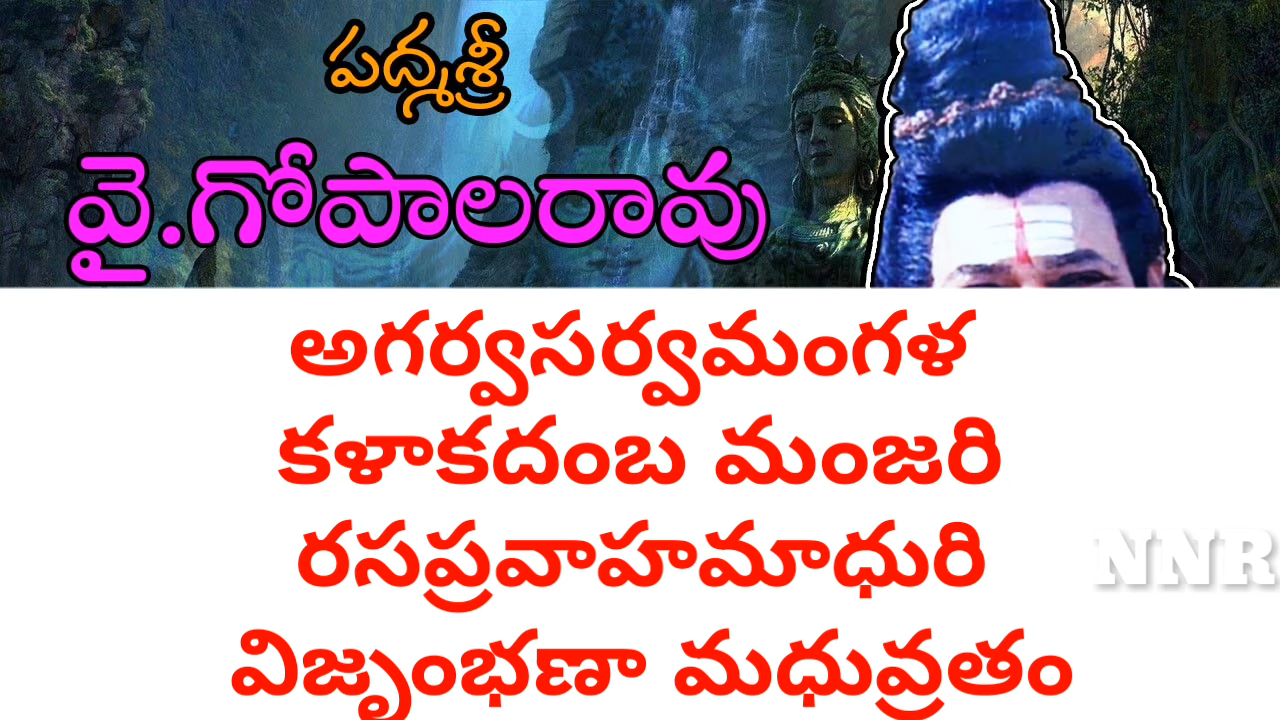 పద్మశ్రీ
వై.గోపాలరావు
అగర్వసర్వమంగళ
కళాకదంబ మంజరి
రసప్రవాహమాధురి
NNR
విజృంభణా మధువ్రతం